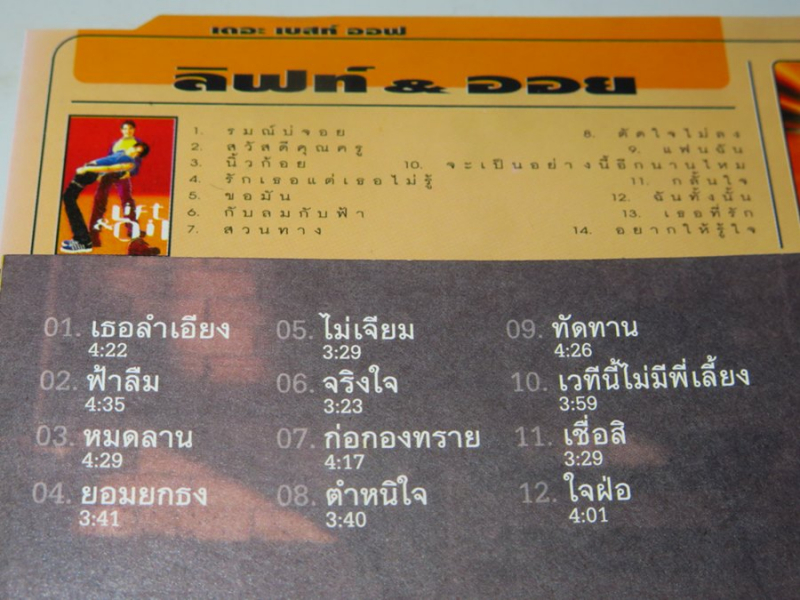 เดอะ เบสท์ ออฟ
ลิฟท์ & ออย
Lift
& Oil
1. รมณ์บ่จอย
2. สวัสดีคุณครู
3. นิ้วก้อย
4. รักเธอแต่เธอไม่รู้
5. ขอมัน
6. กับลมกับฟ้า
7. สวนทาง
8. ตัดใจไม่ลง
9. แฟนฉัน
10. จะเป็นอย่างนี้อีกนานไหม
11. กลั้นใจ
12. ฉันทั้งนั้น
13. เธอที่รัก
14. อยากให้รู้ใจ
01. เธอลำเอียง
4:22
02. ฟ้าลืม
4:35
03. หมดลาน
4:29
04. ยอมยกธง
3:41
05. ไม่เจียม
3:29
06. จริงใจ
3:23
07. ก่อกองทราย
4:17
08. ตำหนิใจ
3:40
09. ทัดทาน
4:26
10. เวทีนี้ไม่มีพี่เลี้ยง
3:59
11. เชื่อสิ
3:29
12. ใจฝ่อ
4:01